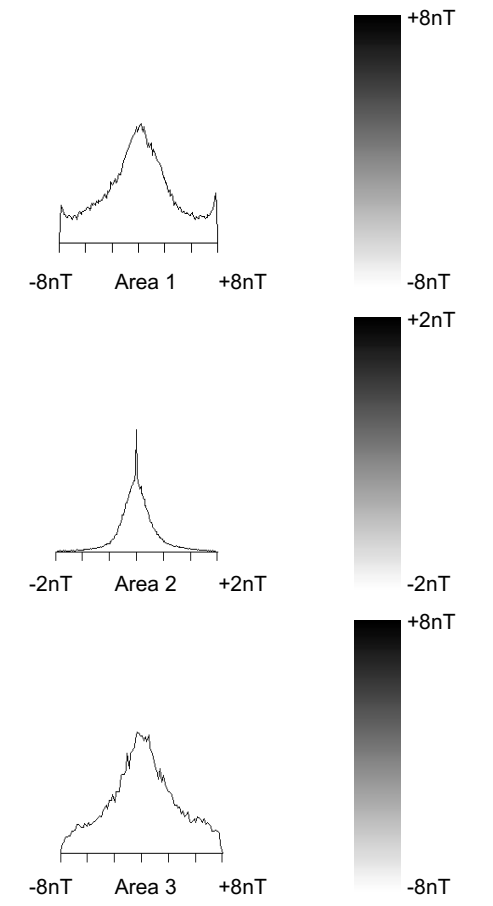 +8nT
-8nT Area 1 +8nT -8nT
+2nT
-2nT Area 2 +2nT -2nT
+8nT
-8nT Area 3 +8nT -8nT